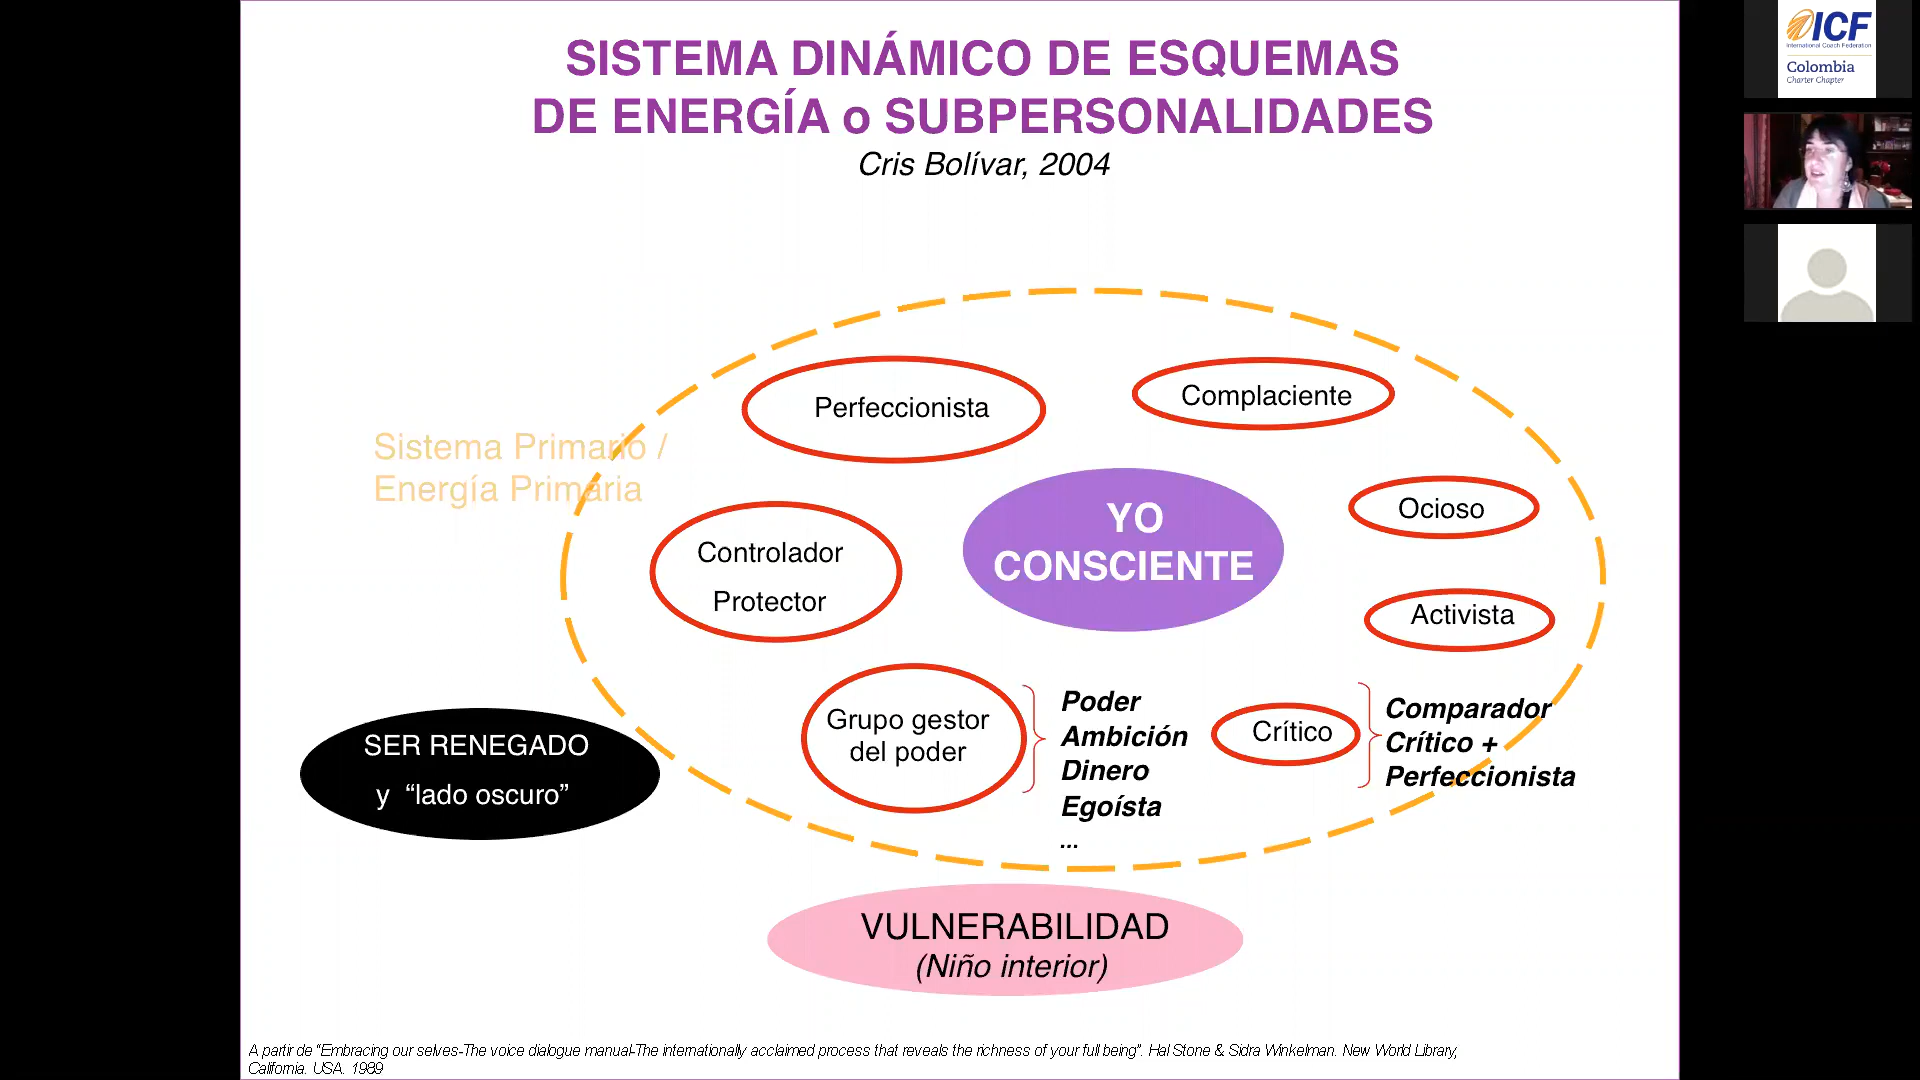 SISTEMA DINÁMICO DE ESQUEMAS
DE ENERGÍA o SUBPERSONALIDADES
Cris Bolívar, 2004
Perfeccionista
Complaciente
Sistema Primario /
Energía Primaria
Ocioso
YO
CONSCIENTE
Controlador
Protector
Activista
Grupo gestor
del poder
Poder
Ambición
Dinero
Egoísta
...
Crítico
Comparador
Crítico +
Perfeccionista
SER RENEGADO
y "lado oscuro"
VULNERABILIDAD
(Niño interior)
A partir de "Embracing our selves-The voice dialogue manual-The internationally acclaimed process that reveals the richness of your full being". Hal Stone & Sidra Winkelman. New World Library,
California. USA. 1989
ICF
International Coach Federation
Colombia
Charter Chapter